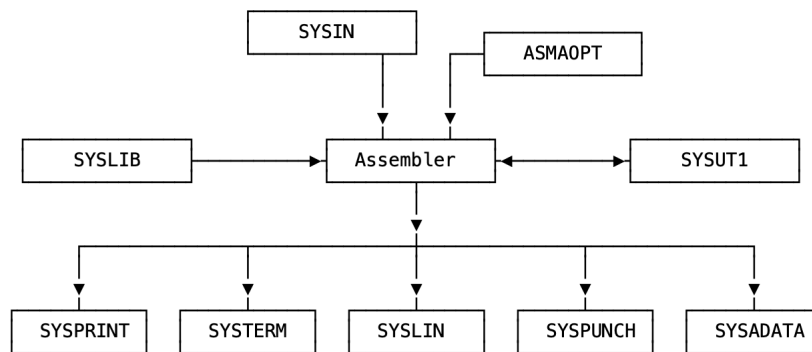 SYSIN
ASMAOPT
SYSLIB
Assembler
SYSUT1
SYSPRINT
SYSTERM
SYSLIN
SYSPUNCH
SYSADATA